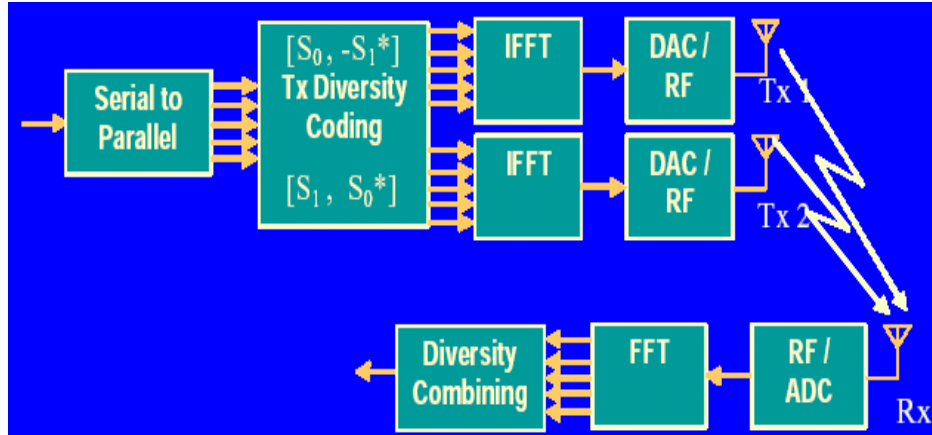 Serial to
Parallel
[S₀ , -S₁*]
Tx Diversity
Coding
[S₁ , S₀*]
IFFT
DAC /
RF
Tx 1
IFFT
DAC /
RF
Tx 2
Diversity
Combining
FFT
RF /
ADC
Rx